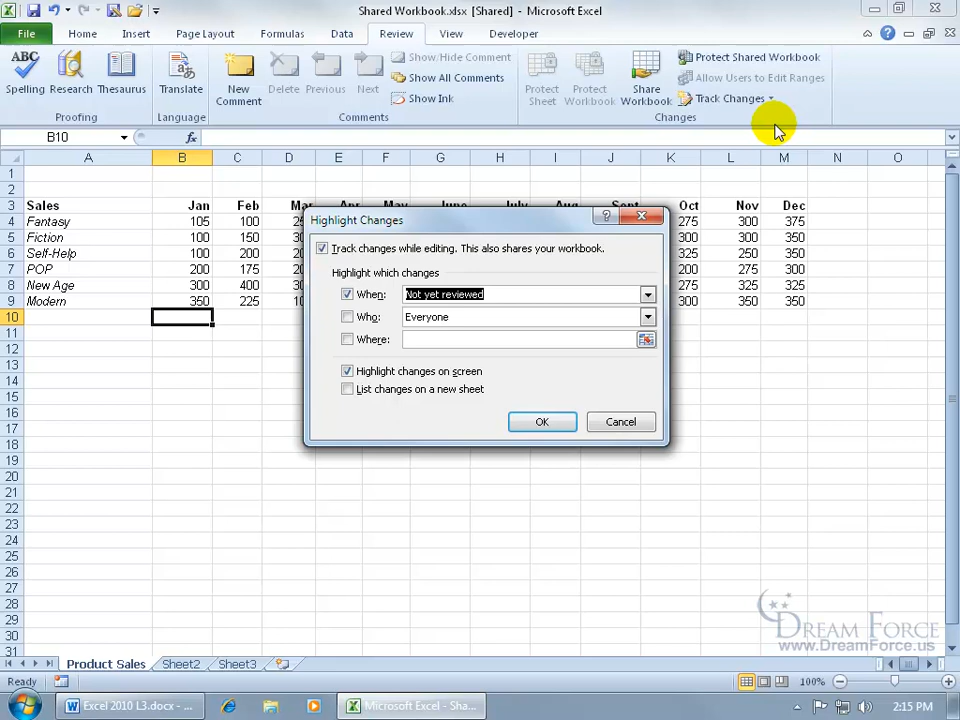 Shared Workbook.xlsx [Shared] - Microsoft Excel
File Home Insert Page Layout Formulas Data Review View Developer
ABC
Spelling Research Thesaurus
Proofing
Translate
Language
New Comment Delete Previous Next
Show/Hide Comment
Show All Comments
Show Ink
Comments
Protect Sheet Protect Workbook Share Workbook
Protect Shared Workbook
Allow Users to Edit Ranges
Track Changes
Changes
B10 fx
A B C D E F G H I J K L M N O
1
2
3 Sales Jan Feb Mar Apr May June July Aug Sept Oct Nov Dec
4 Fantasy 105 100 275 300 375
5 Fiction 100 150 300 300 350
6 Self-Help 100 200 325 250 350
7 POP 200 175 200 275 300
8 New Age 300 400 275 325 325
9 Modern 350 225 300 350 350
10
11
12
13
14
15
16
17
18
19
20
21
22
23
24
25
26
27
28
29
30
31
Highlight Changes
Track changes while editing. This also shares your workbook.
Highlight which changes
When: Not yet reviewed
Who: Everyone
Where:
Highlight changes on screen
List changes on a new sheet
OK Cancel
DREAM FORCE
www.DreamForce.us
Product Sales Sheet2 Sheet3
Ready 100%
Excel 2010 L3.docx - ... Microsoft Excel - Sha... 2:15 PM